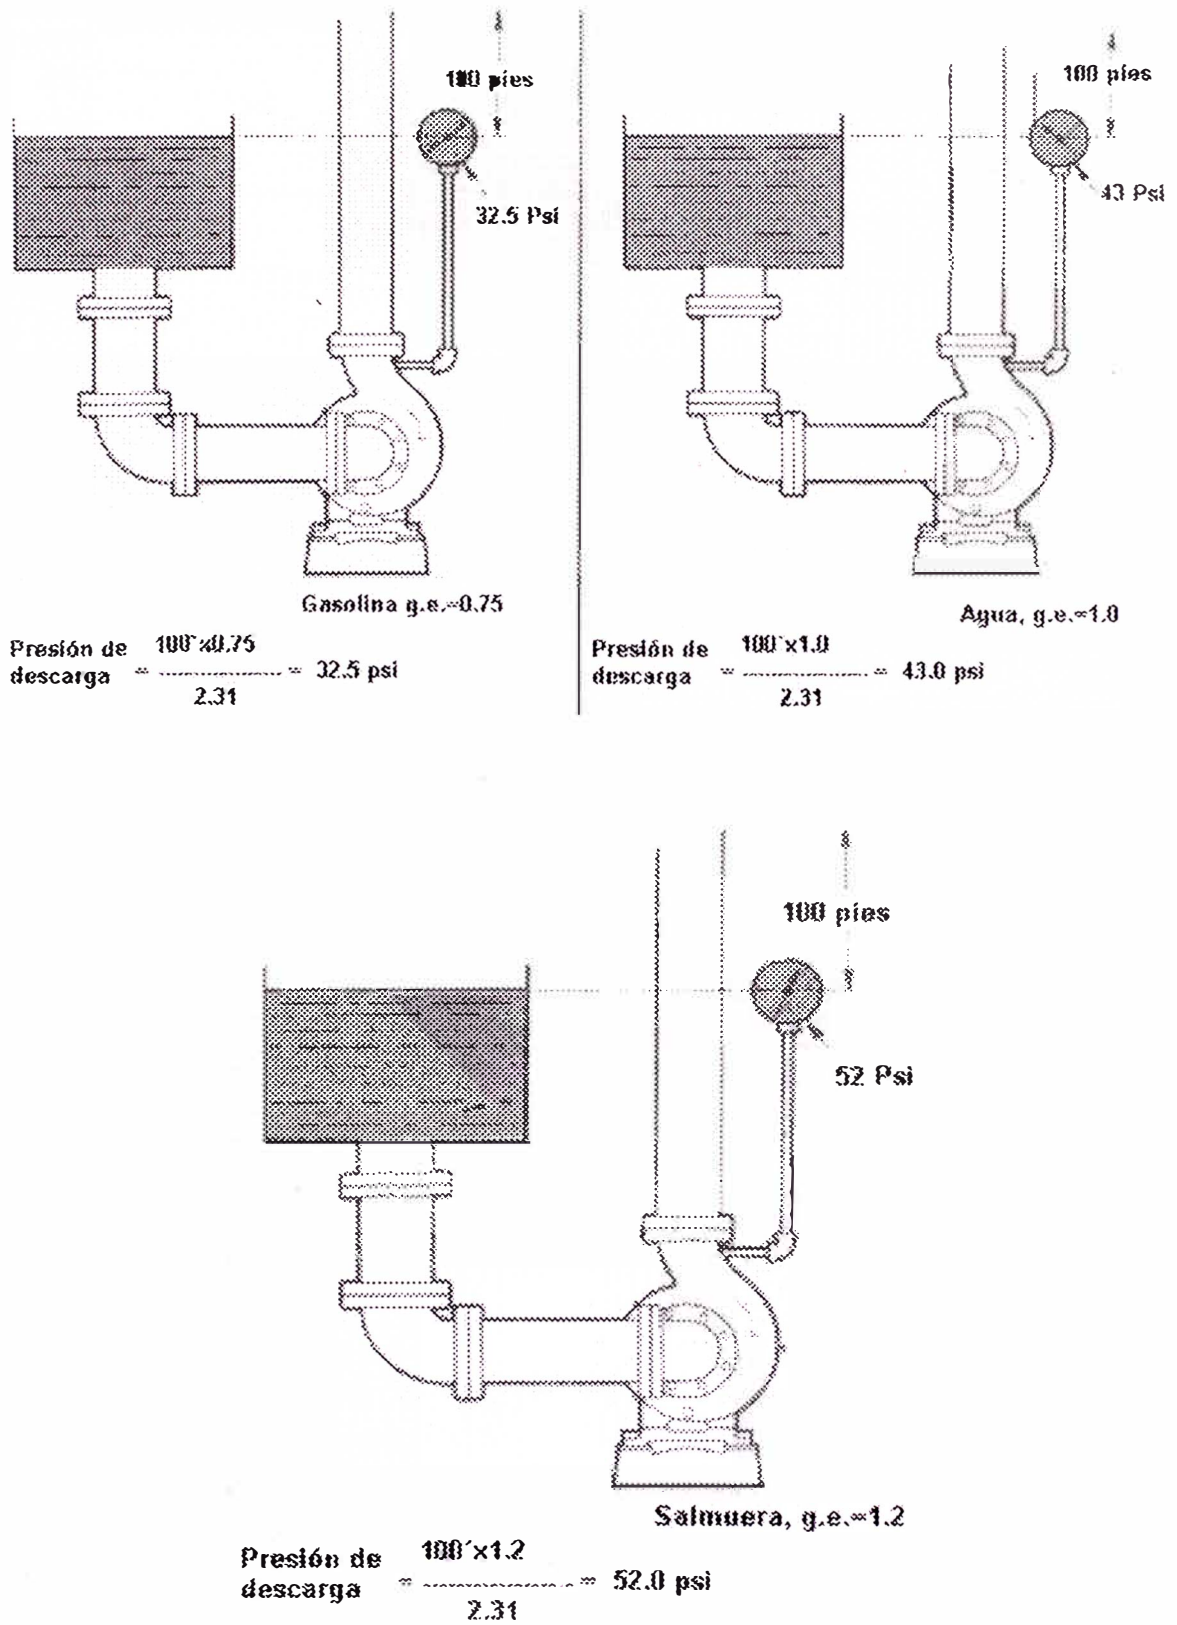 100 pies
32.5 Psi
Gasolina g.e.=0.75
Presión de descarga = 100´x0.75 / 2.31 = 32.5 psi
100 pies
43 Psi
Agua, g.e.=1.0
Presión de descarga = 100´x1.0 / 2.31 = 43.0 psi
100 pies
52 Psi
Salmuera, g.e.=1.2
Presión de descarga = 100´x1.2 / 2.31 = 52.0 psi